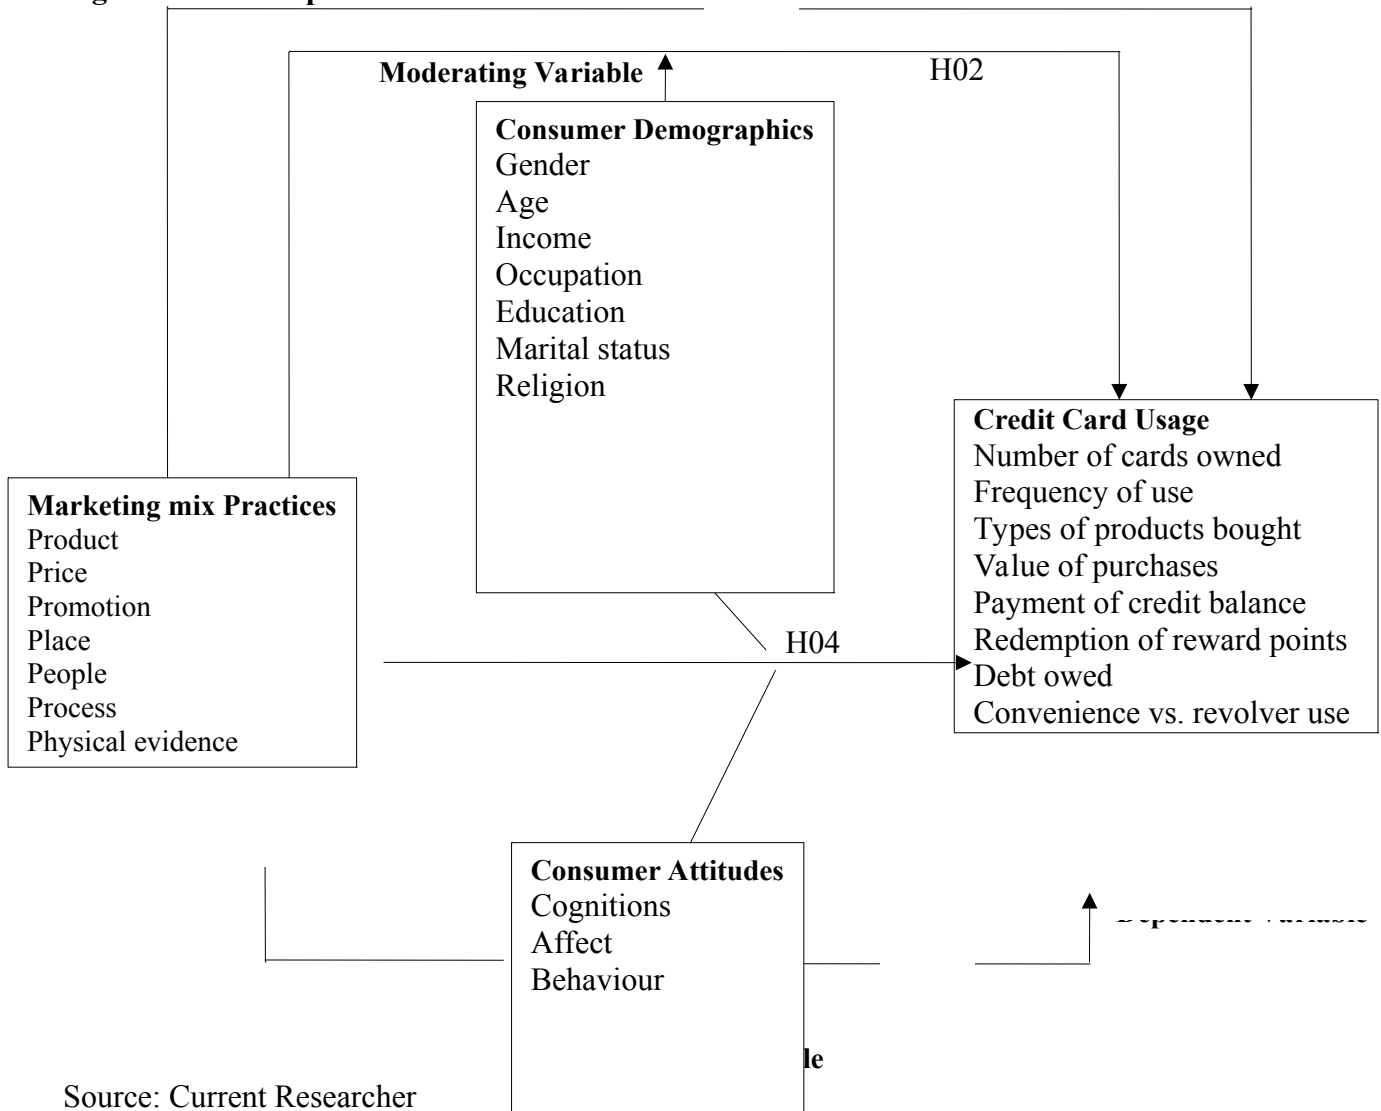 Moderating Variable
H02
Consumer Demographics
Gender
Age
Income
Occupation
Education
Marital status
Religion
Credit Card Usage
Number of cards owned
Frequency of use
Types of products bought
Value of purchases
Payment of credit balance
Redemption of reward points
Debt owed
Convenience vs. revolver use
Marketing mix Practices
Product
Price
Promotion
Place
People
Process
Physical evidence
H04
Consumer Attitudes
Cognitions
Affect
Behaviour
le
Source: Current Researcher